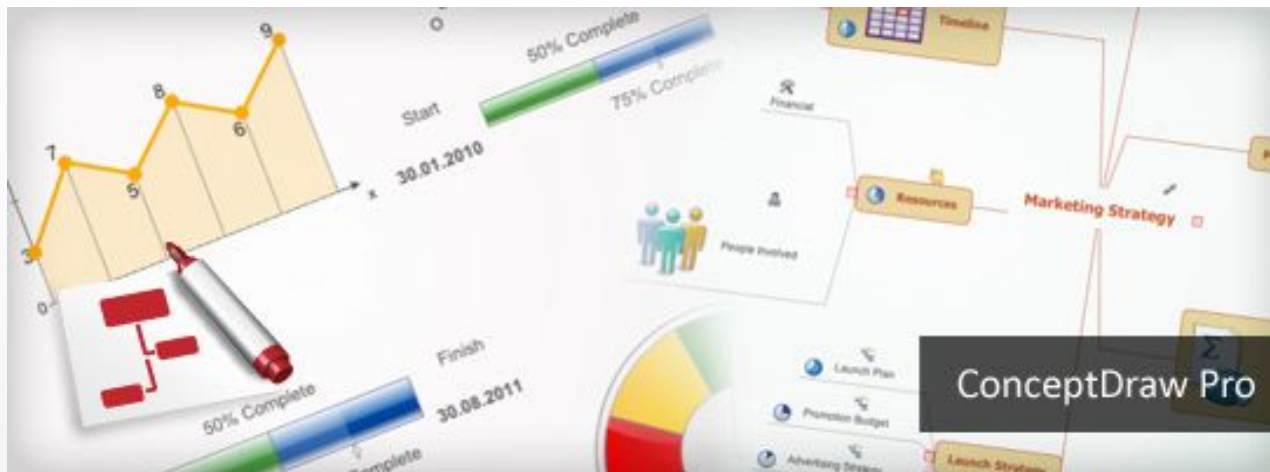 9
8
7
6
5
3
0
x
50% Complete
75% Complete
Start
30.01.2010
Timeline
Financial
Resources
Marketing Strategy
People Involved
Finish
30.08.2011
50% Complete
Launch Plan
Promotion Budget
Advertising Strategy
Launch Strategy
Σ
ConceptDraw Pro